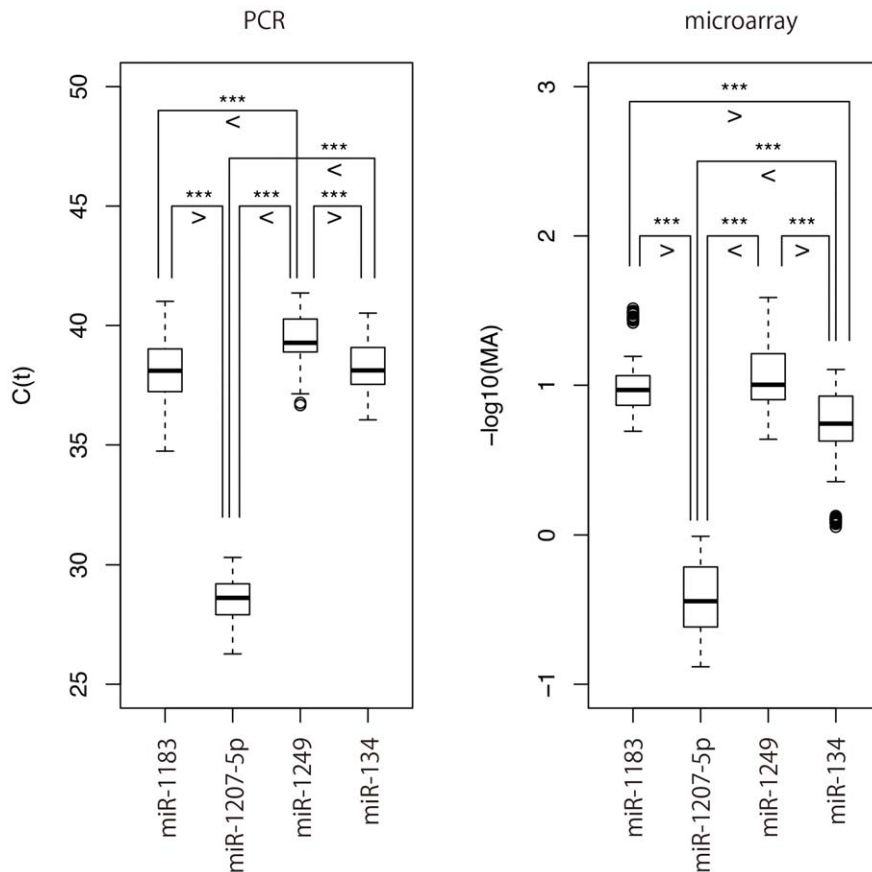 PCR
C(t)
50
45
40
35
30
25
***
<
***
<
***
>
***
<
***
>
miR-1183
miR-1207-5p
miR-1249
miR-134
microarray
−log10(MA)
3
2
1
0
−1
***
>
***
<
***
>
***
<
***
>
miR-1183
miR-1207-5p
miR-1249
miR-134